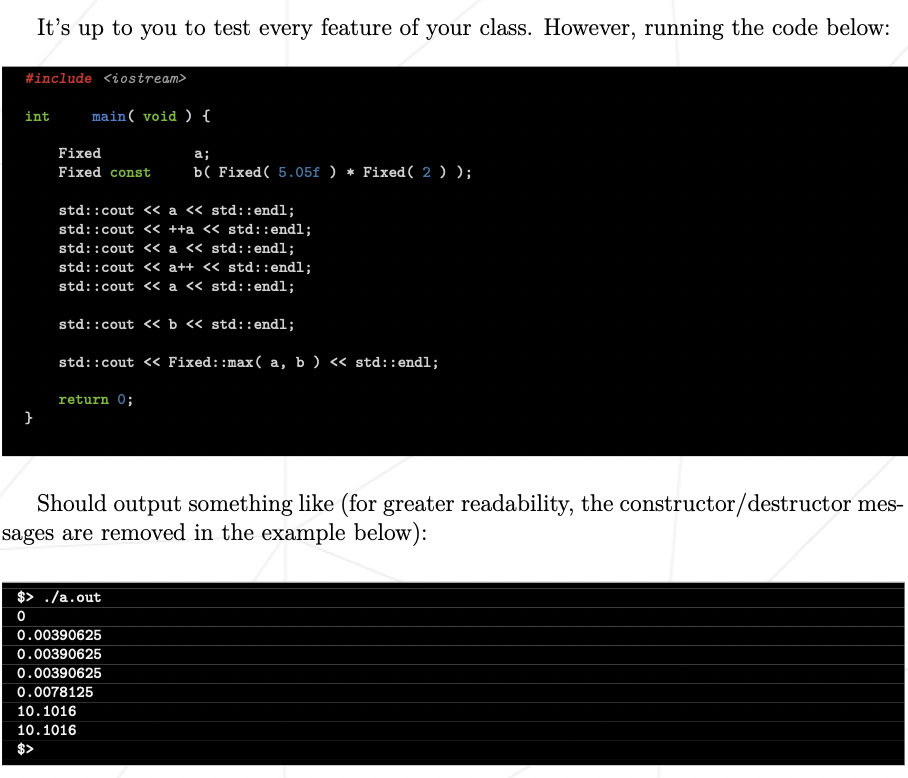 It's up to you to test every feature of your class. However, running the code below:
#include <iostream>
int main( void ) {
Fixed a;
Fixed const b( Fixed( 5.05f ) * Fixed( 2 ) );
std::cout << a << std::endl;
std::cout << ++a << std::endl;
std::cout << a << std::endl;
std::cout << a++ << std::endl;
std::cout << a << std::endl;
std::cout << b << std::endl;
std::cout << Fixed::max( a, b ) << std::endl;
return 0;
}
Should output something like (for greater readability, the constructor/destructor mes-
sages are removed in the example below):
$> ./a.out
0
0.00390625
0.00390625
0.00390625
0.0078125
10.1016
10.1016
$>